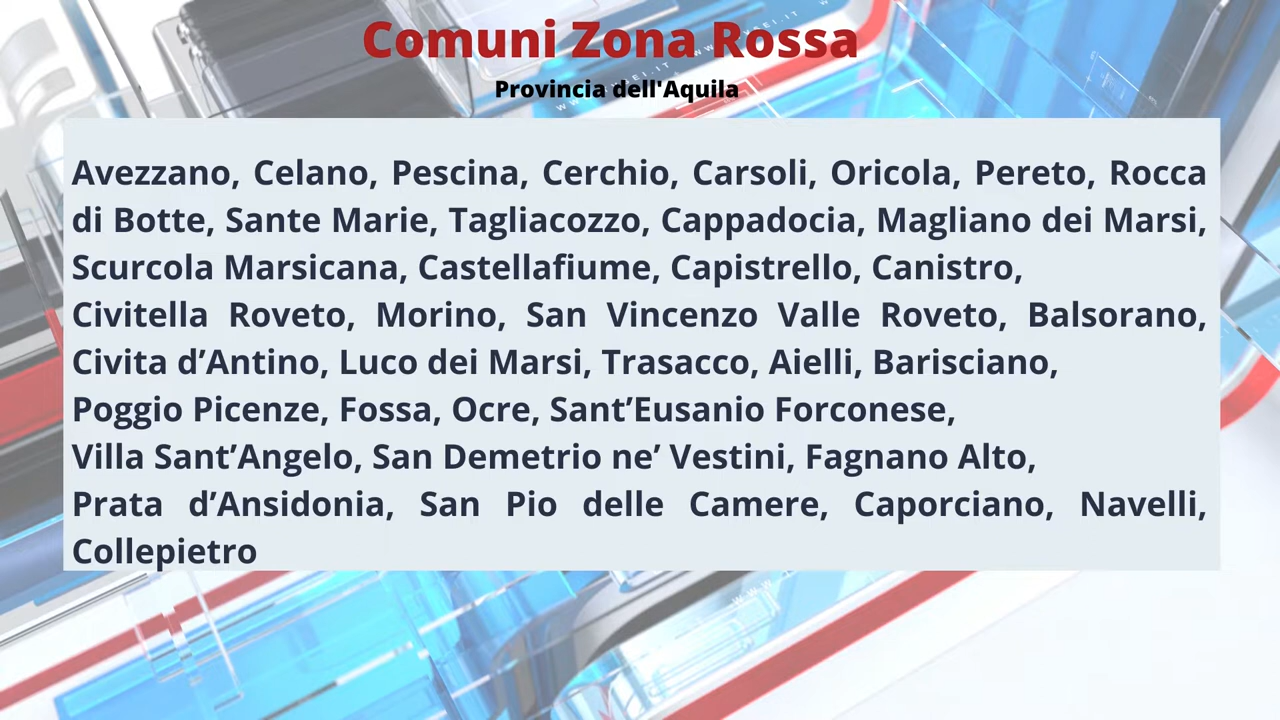 Comuni Zona Rossa
Provincia dell'Aquila
Avezzano, Celano, Pescina, Cerchio, Carsoli, Oricola, Pereto, Rocca
di Botte, Sante Marie, Tagliacozzo, Cappadocia, Magliano dei Marsi,
Scurcola Marsicana, Castellafiume, Capistrello, Canistro,
Civitella Roveto, Morino, San Vincenzo Valle Roveto, Balsorano,
Civita d’Antino, Luco dei Marsi, Trasacco, Aielli, Barisciano,
Poggio Picenze, Fossa, Ocre, Sant’Eusanio Forconese,
Villa Sant’Angelo, San Demetrio ne’ Vestini, Fagnano Alto,
Prata d’Ansidonia, San Pio delle Camere, Caporciano, Navelli,
Collepietro